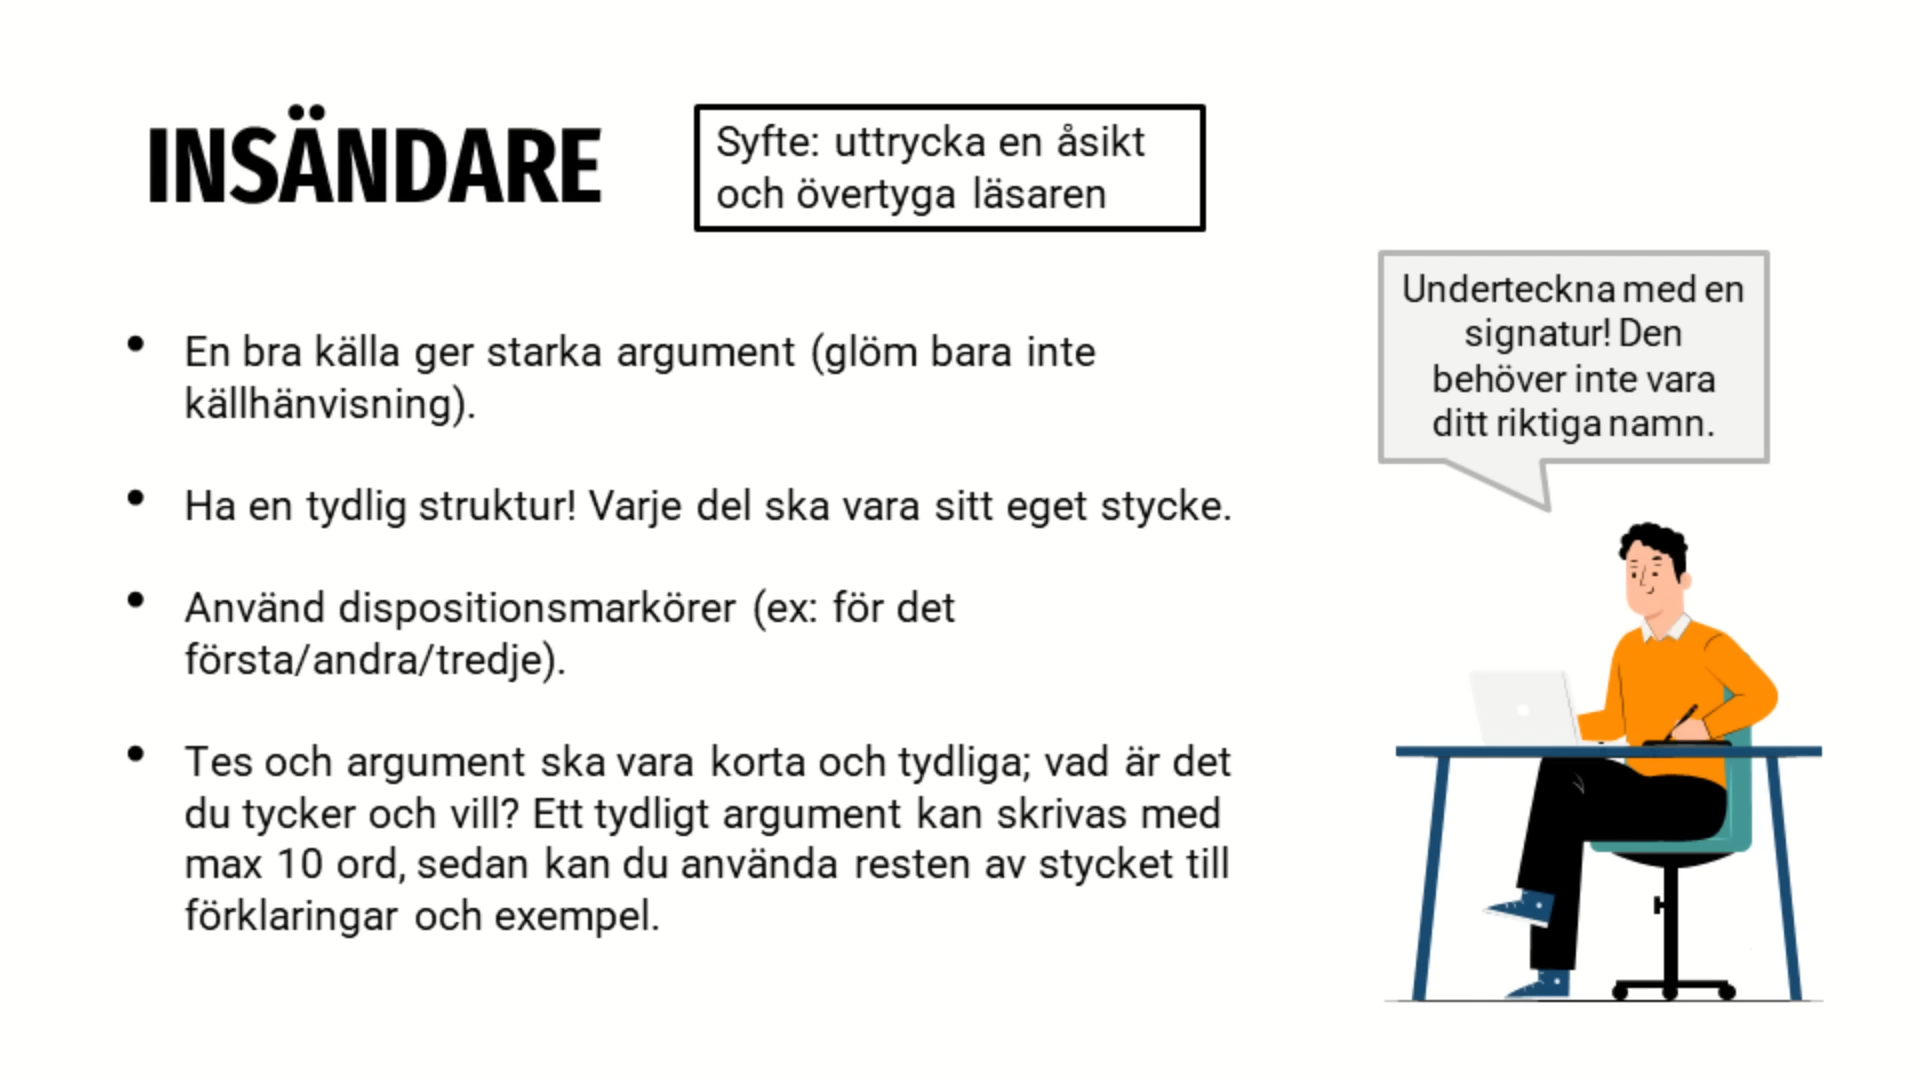 INSÄNDARE
Syfte: uttrycka en åsikt
och övertyga läsaren
Underteckna med en
signatur! Den
behöver inte vara
ditt riktiga namn.
• En bra källa ger starka argument (glöm bara inte
källhänvisning).
• Ha en tydlig struktur! Varje del ska vara sitt eget stycke.
• Använd dispositionsmarkörer (ex: för det
första/andra/tredje).
• Tes och argument ska vara korta och tydliga; vad är det
du tycker och vill? Ett tydligt argument kan skrivas med
max 10 ord, sedan kan du använda resten av stycket till
förklaringar och exempel.